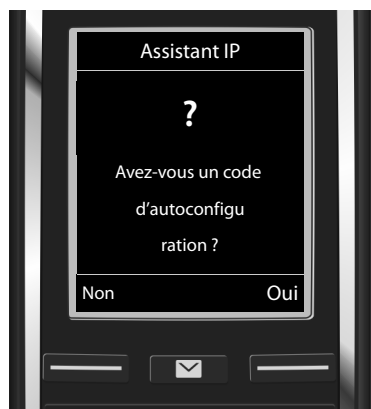 Assistant IP
?
Avez-vous un code
d'autoconfigu
ration ?
Non Oui